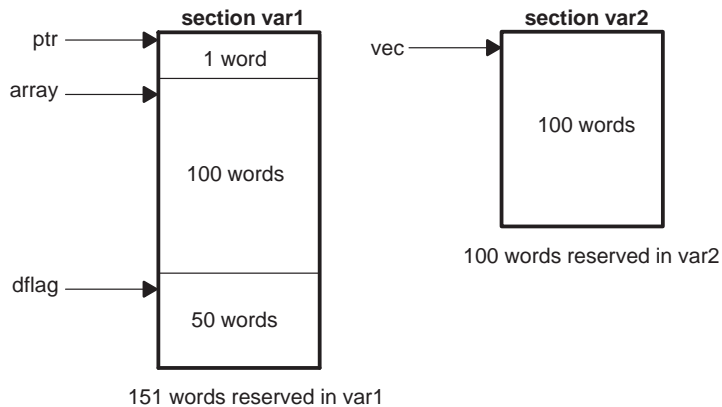 section var1
ptr
1 word
array
100 words
dflag
50 words
151 words reserved in var1
section var2
vec
100 words
100 words reserved in var2